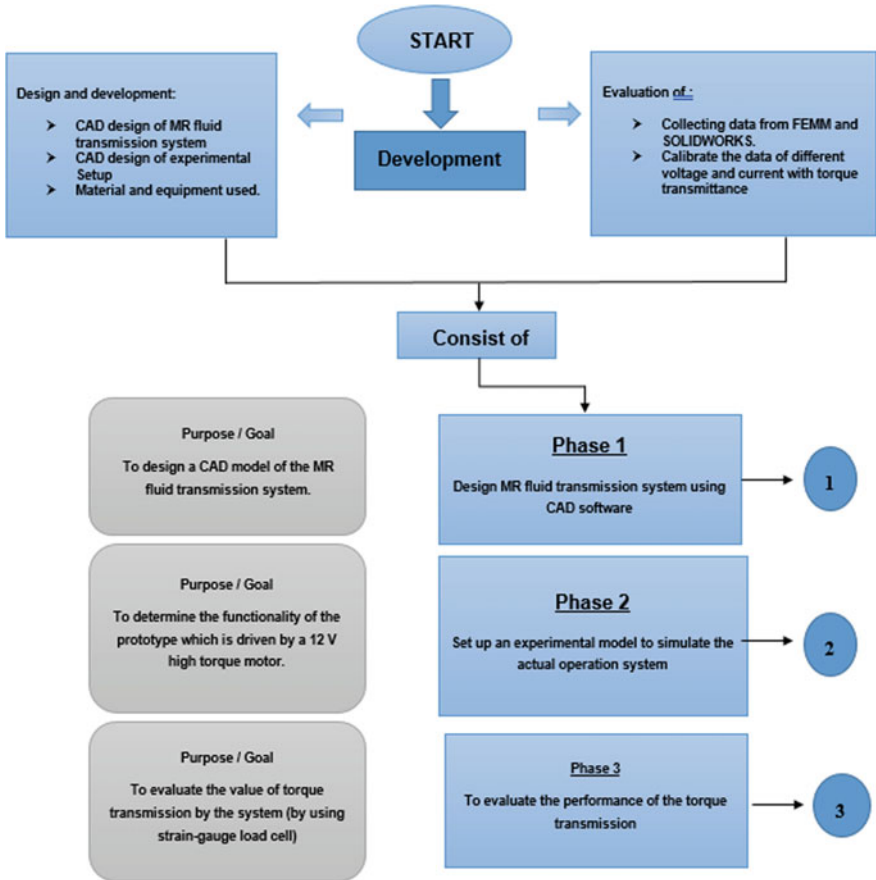 START
Design and development:
➢ CAD design of MR fluid
transmission system
➢ CAD design of experimental
Setup
➢ Material and equipment used.
Development
Evaluation of :
➢ Collecting data from FEMM and
SOLIDWORKS.
➢ Calibrate the data of different
voltage and current with torque
transmittance
Consist of
Purpose / Goal
To design a CAD model of the MR
fluid transmission system.
Phase 1
Design MR fluid transmission system using
CAD software
1
Purpose / Goal
To determine the functionality of the
prototype which is driven by a 12 V
high torque motor.
Phase 2
Set up an experimental model to simulate the
actual operation system
2
Purpose / Goal
To evaluate the value of torque
transmission by the system (by using
strain-gauge load cell)
Phase 3
To evaluate the performance of the torque
transmission
3